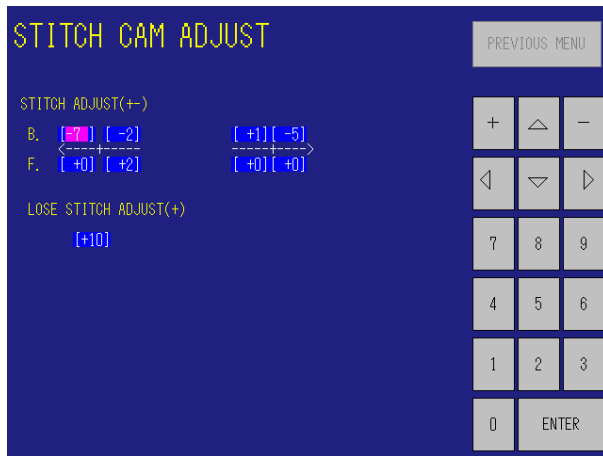 STITCH CAM ADJUST
PREVIOUS MENU
STITCH ADJUST(+-)
B. [-7 ] [ -2] [ +1][ -5]
<----+----- -----+---->
F. [ +0] [ +2] [ +0][ +0]
LOSE STITCH ADJUST(+)
[+10]
+ △ -
◁ ▽ ▷
7 8 9
4 5 6
1 2 3
0 ENTER